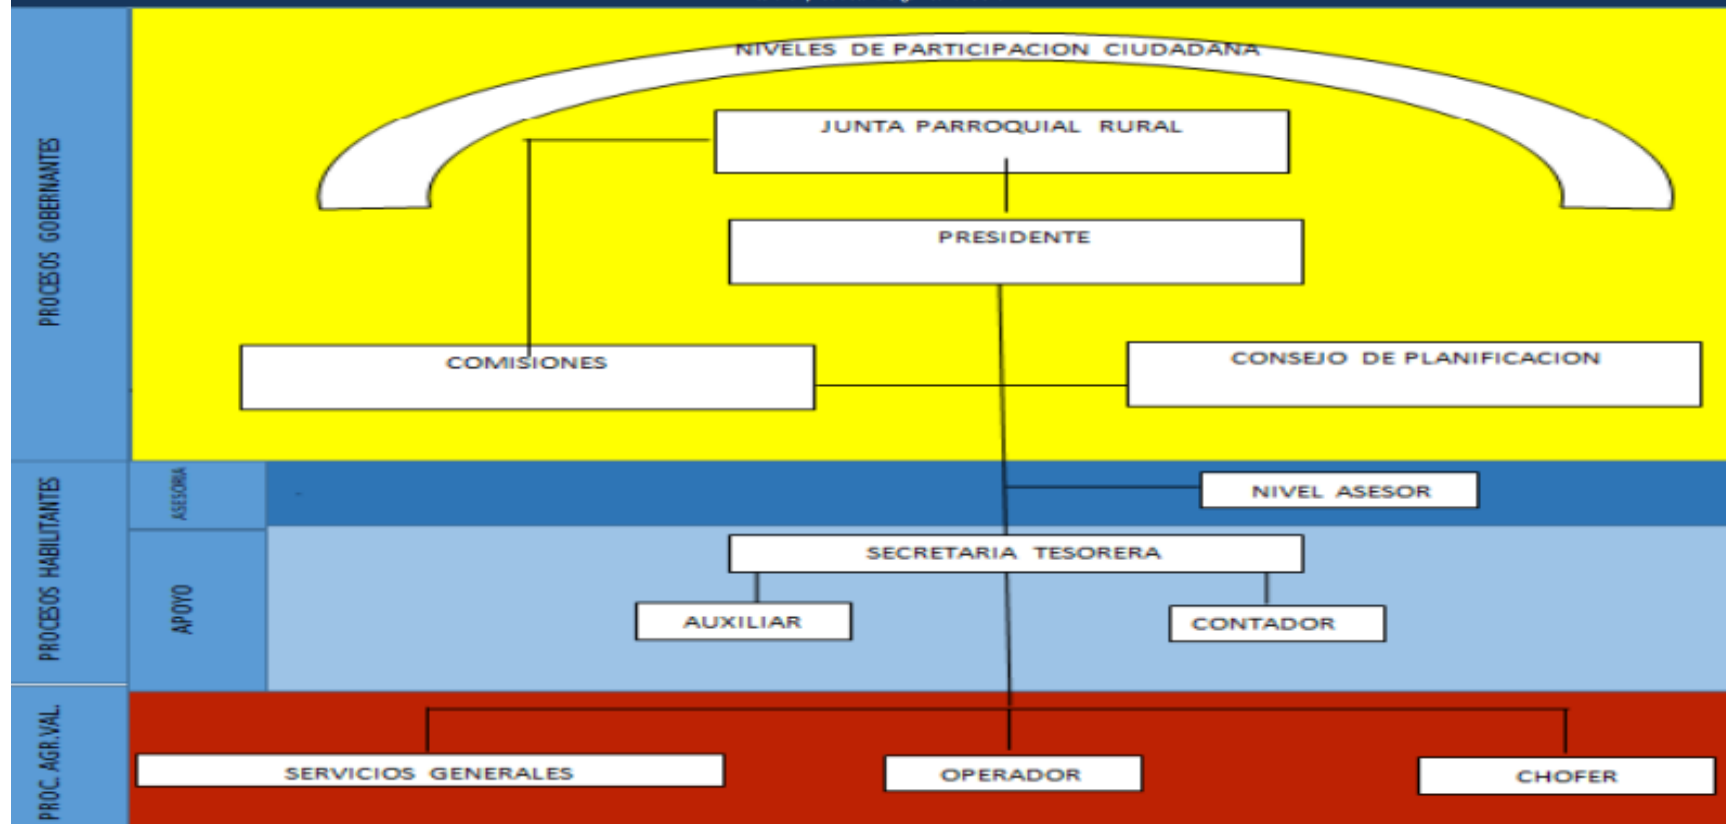 NIVELES DE PARTICIPACION CIUDADANA
JUNTA PARROQUIAL RURAL
PRESIDENTE
COMISIONES
CONSEJO DE PLANIFICACION
PROCESOS GOBERNANTES
NIVEL ASESOR
ASESORIA
SECRETARIA TESORERA
AUXILIAR
CONTADOR
APOYO
PROCESOS HABILITANTES
SERVICIOS GENERALES
OPERADOR
CHOFER
PROC. AGR.VAL.